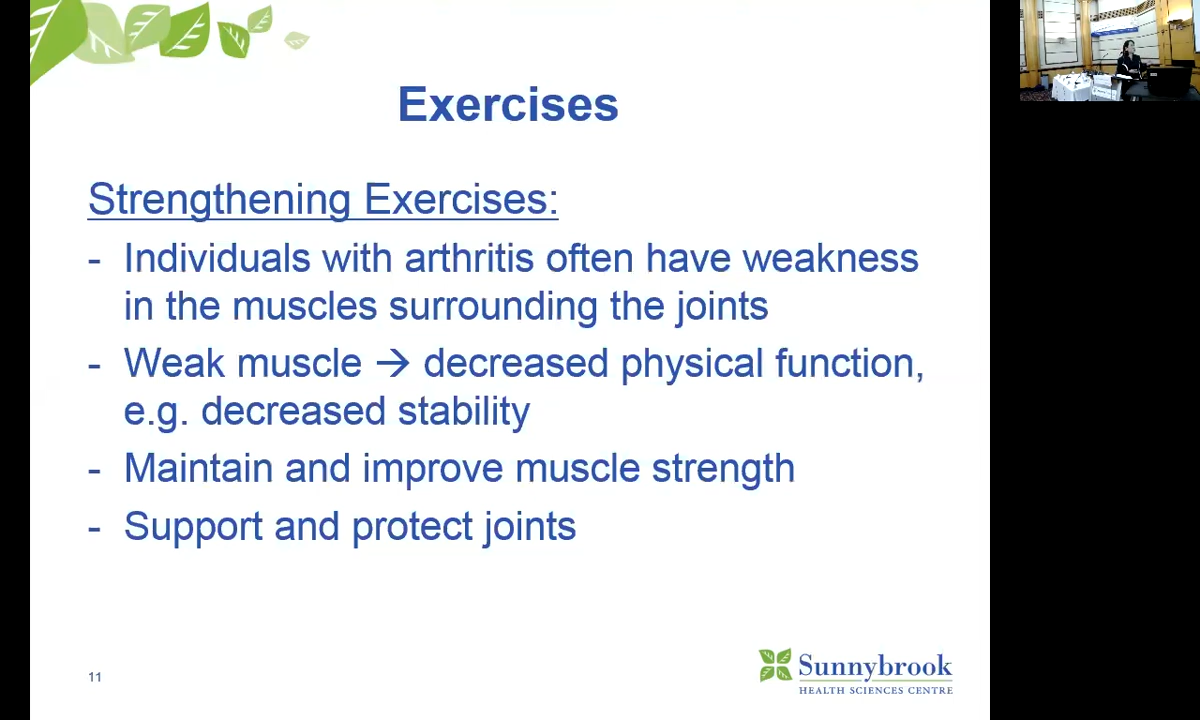 Exercises
Strengthening Exercises:
- Individuals with arthritis often have weakness
in the muscles surrounding the joints
- Weak muscle → decreased physical function,
e.g. decreased stability
- Maintain and improve muscle strength
- Support and protect joints
11
Sunnybrook
HEALTH SCIENCES CENTRE